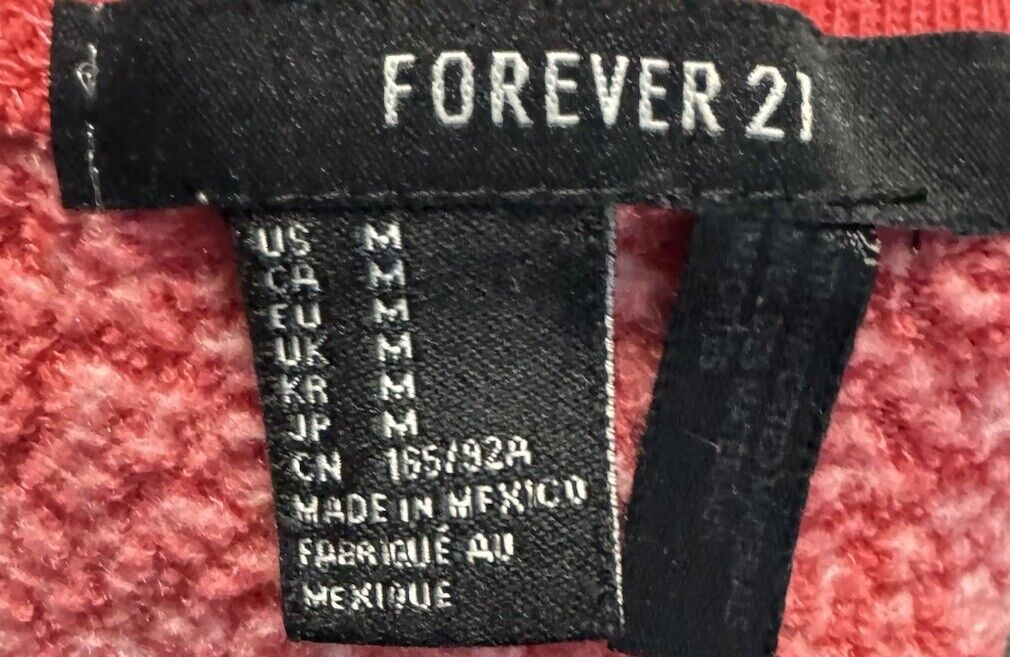 FOREVER 21
US M
CA M
EU M
UK M
KR M
JP M
CN 165/92A
MADE IN MEXICO
FABRIQUÉ AU
MEXIQUE